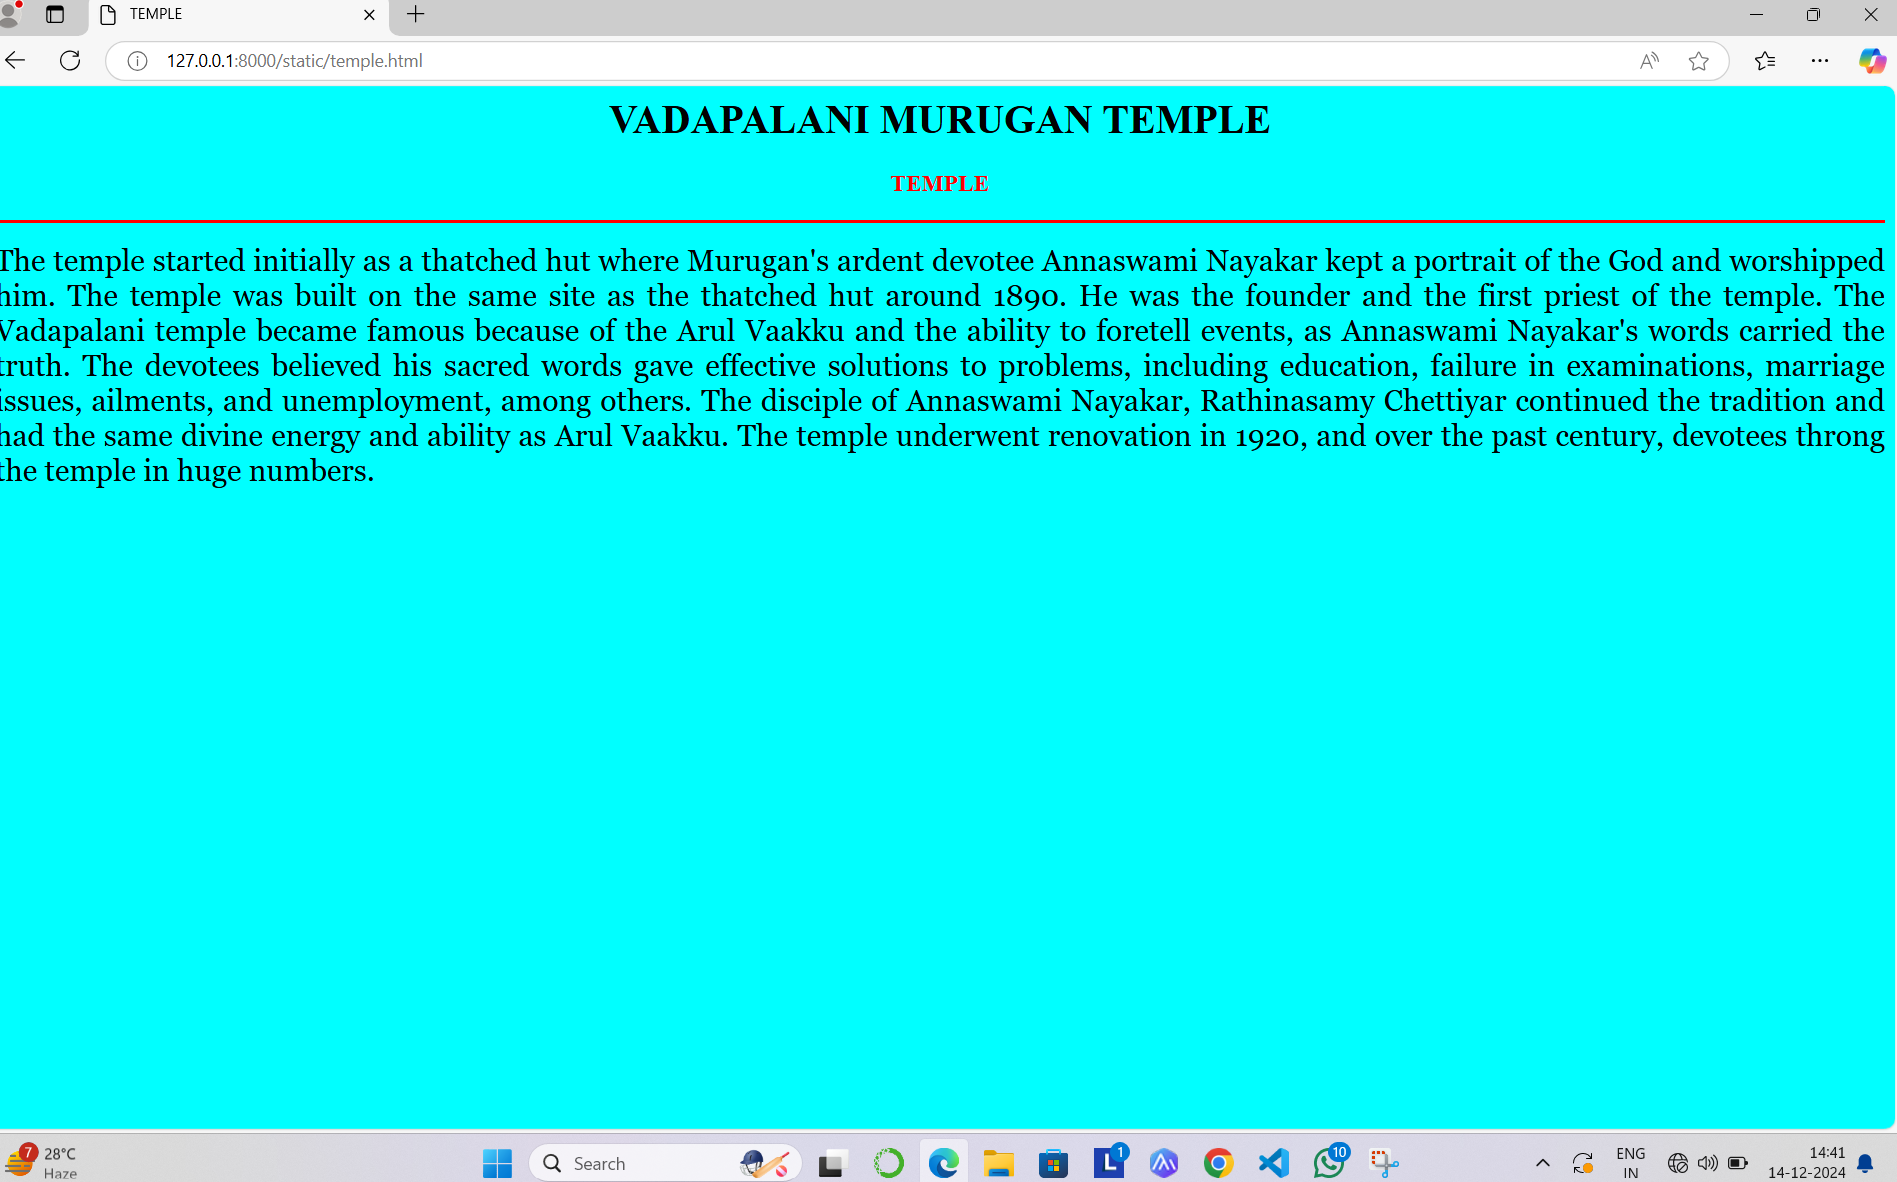 TEMPLE
127.0.0.1:8000/static/temple.html
VADAPALANI MURUGAN TEMPLE
TEMPLE
The temple started initially as a thatched hut where Murugan's ardent devotee Annaswami Nayakar kept a portrait of the God and worshipped
him. The temple was built on the same site as the thatched hut around 1890. He was the founder and the first priest of the temple. The
Vadapalani temple became famous because of the Arul Vaakku and the ability to foretell events, as Annaswami Nayakar's words carried the
truth. The devotees believed his sacred words gave effective solutions to problems, including education, failure in examinations, marriage
issues, ailments, and unemployment, among others. The disciple of Annaswami Nayakar, Rathinasamy Chettiyar continued the tradition and
had the same divine energy and ability as Arul Vaakku. The temple underwent renovation in 1920, and over the past century, devotees throng
the temple in huge numbers.
7
28°C
Haze
Search
L 1
10
ENG
IN
14:41
14-12-2024